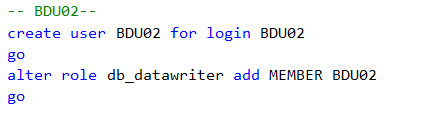 -- BDU02--
create user BDU02 for login BDU02
go
alter role db_datawriter add MEMBER BDU02
go